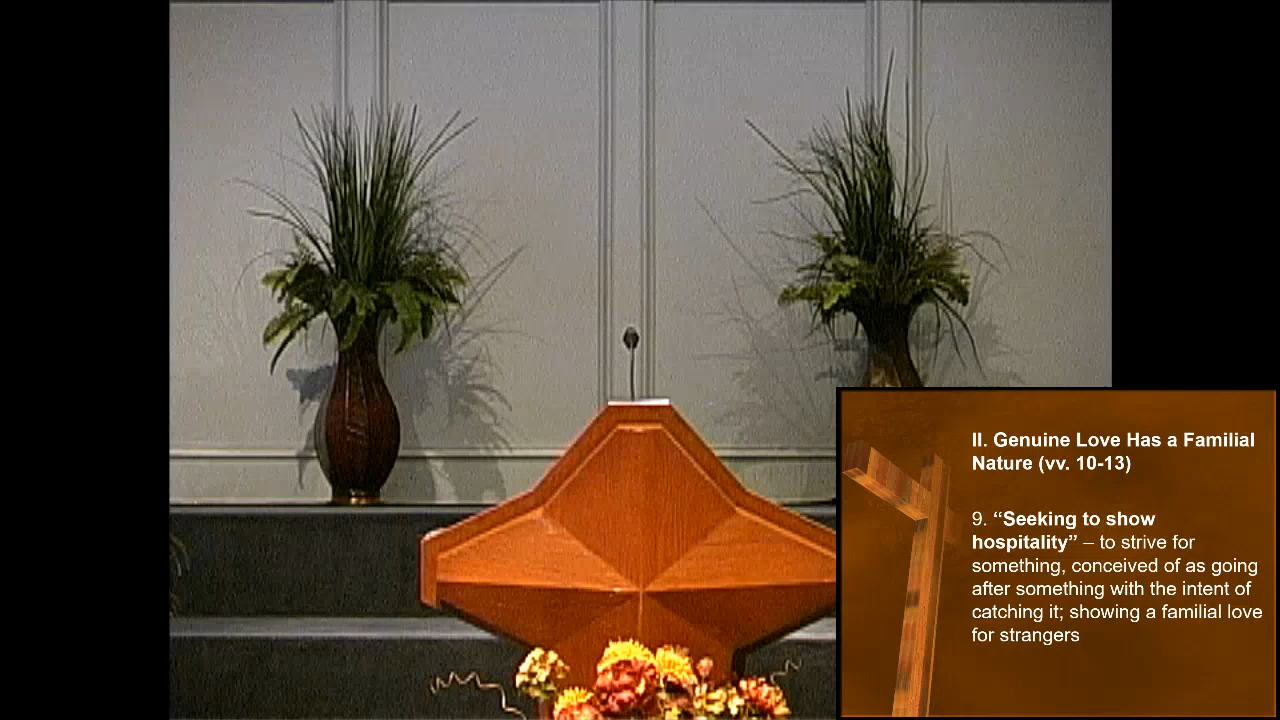 II. Genuine Love Has a Familial
Nature (vv. 10-13)
9. “Seeking to show
hospitality” – to strive for
something, conceived of as going
after something with the intent of
catching it; showing a familial love
for strangers